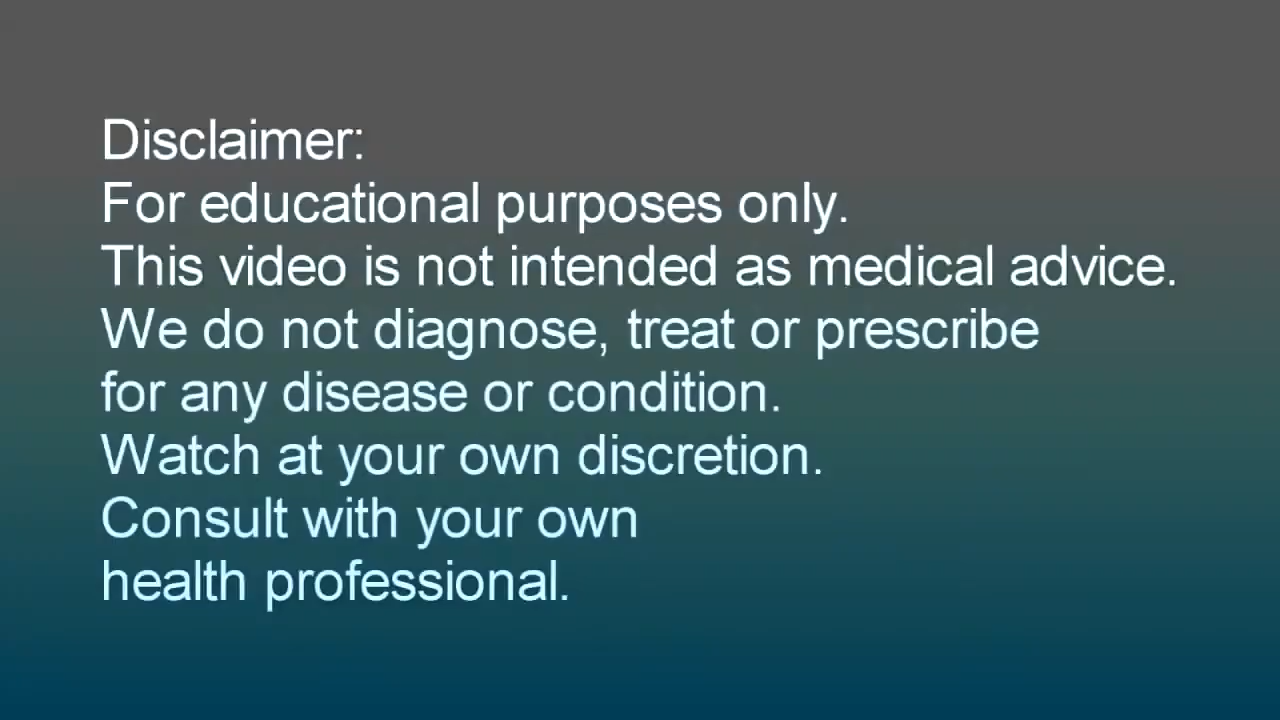 Disclaimer:
For educational purposes only.
This video is not intended as medical advice.
We do not diagnose, treat or prescribe
for any disease or condition.
Watch at your own discretion.
Consult with your own
health professional.